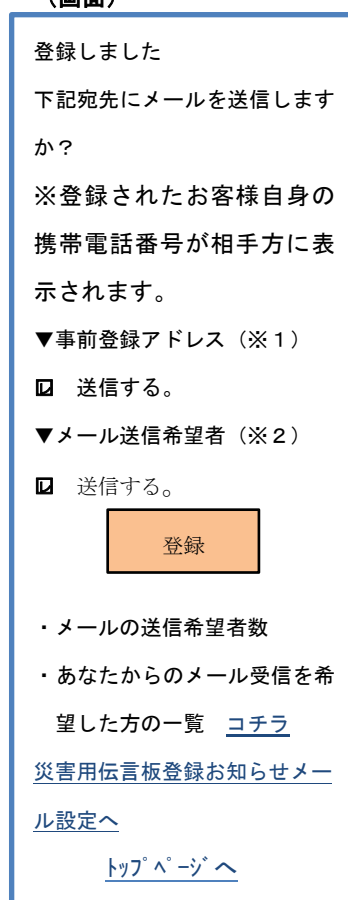 （画面）
登録しました
下記宛先にメールを送信します
か？
※登録されたお客様自身の
携帯電話番号が相手方に表
示されます。
▼事前登録アドレス（※１）
☑ 送信する。
▼メール送信希望者（※２）
☑ 送信する。
登録
・メールの送信希望者数
・あなたからのメール受信を希
望した方の一覧 コチラ
災害用伝言板登録お知らせメー
ル設定へ
ﾄｯﾌﾟﾍﾟｰｼﾞへ